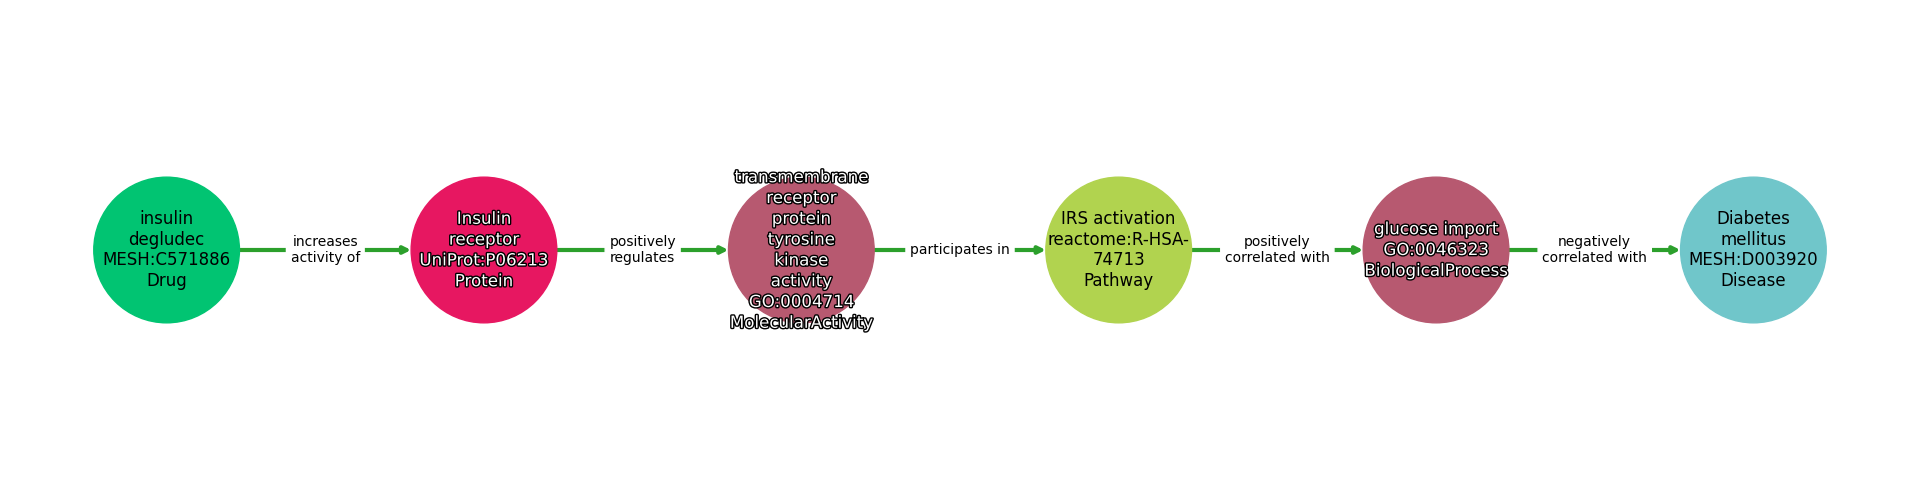 insulin
degludec
MESH:C571886
Drug
increases
activity of
Insulin
receptor
UniProt:P06213
Protein
positively
regulates
transmembrane
receptor
protein
tyrosine
kinase
activity
GO:0004714
MolecularActivity
participates in
IRS activation
reactome:R-HSA-
74713
Pathway
positively
correlated with
glucose import
GO:0046323
BiologicalProcess
negatively
correlated with
Diabetes
mellitus
MESH:D003920
Disease